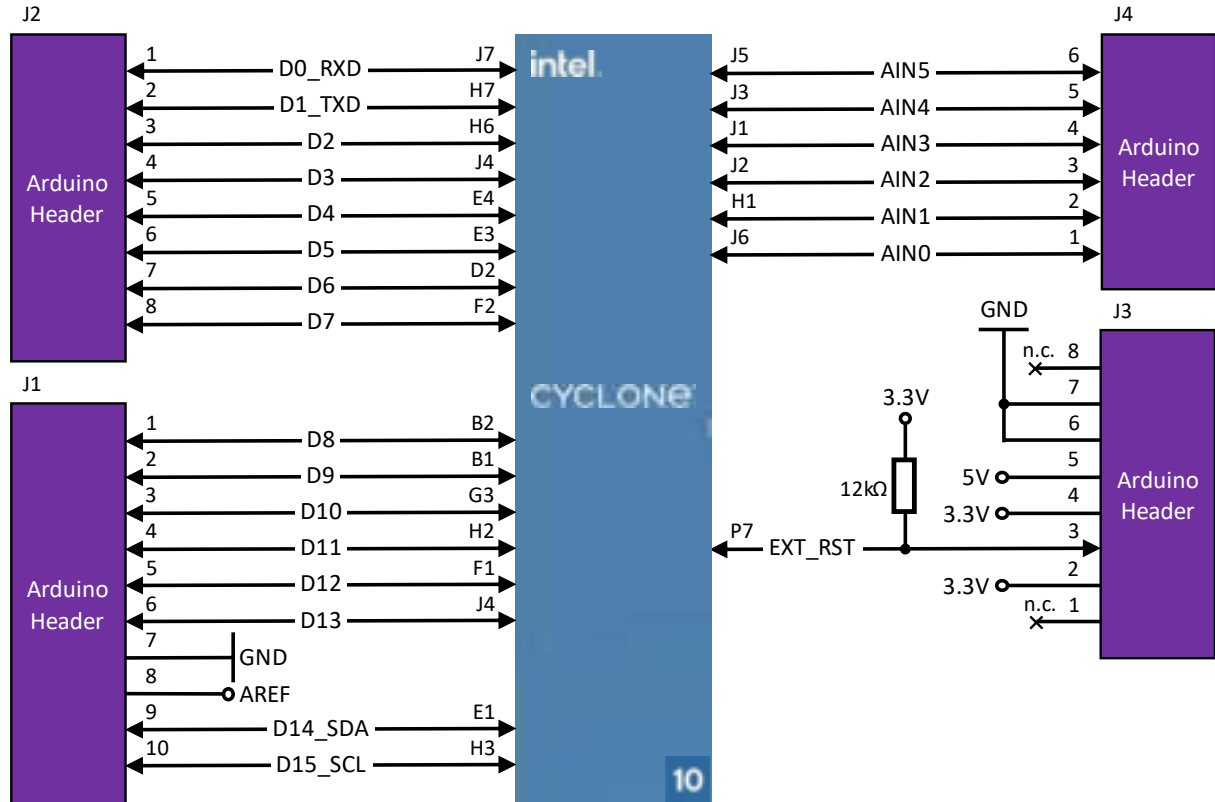 J2
1 D0_RXD J7
2 D1_TXD H7
3 D2 H6
4 D3 J4
5 D4 E4
6 D5 E3
7 D6 D2
8 D7 F2
Arduino
Header
J1
1 D8 B2
2 D9 B1
3 D10 G3
4 D11 H2
5 D12 F1
6 D13 J4
7 GND
8 AREF
9 D14_SDA E1
10 D15_SCL H3
Arduino
Header
intel.
CYCLONE
10
J4
J5 AIN5 6
J3 AIN4 5
J1 AIN3 4
J2 AIN2 3
H1 AIN1 2
J6 AIN0 1
Arduino
Header
J3
GND
n.c. 8
7
6
5V 5
3.3V 4
3.3V
12kΩ
P7 EXT_RST 3
3.3V 2
n.c. 1
Arduino
Header